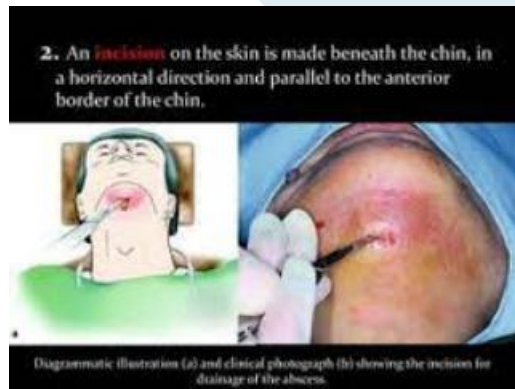 2. An incision on the skin is made beneath the chin, in
a horizontal direction and parallel to the anterior
border of the chin.
a
Diagrammatic illustration (a) and clinical photograph (b) showing the incision for
drainage of the abscess